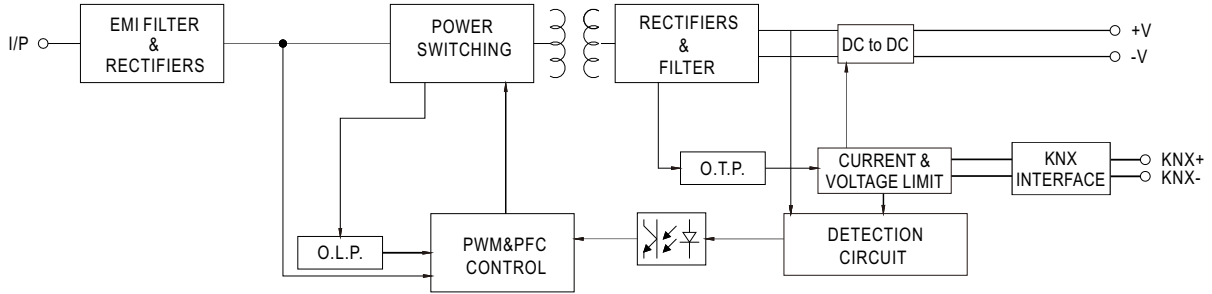 I/P
EMI FILTER
&
RECTIFIERS
POWER
SWITCHING
RECTIFIERS
&
FILTER
DC to DC
+V
-V
O.T.P.
CURRENT &
VOLTAGE LIMIT
KNX
INTERFACE
KNX+
KNX-
O.L.P.
PWM&PFC
CONTROL
DETECTION
CIRCUIT